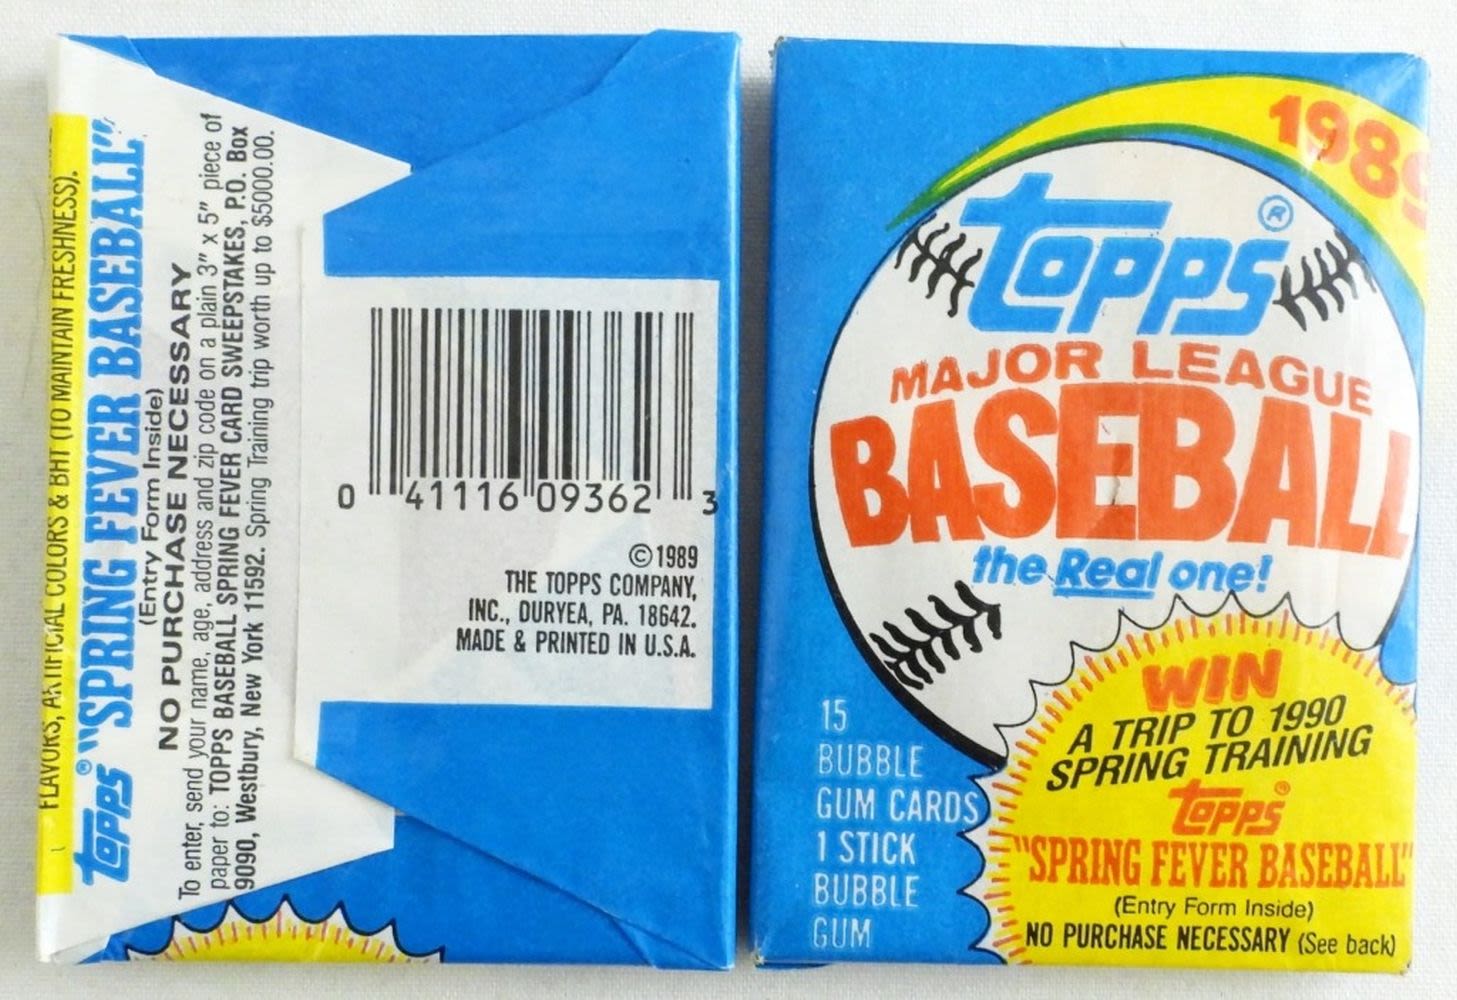 FLAVORS, ARTIFICIAL COLORS & BHT (TO MAINTAIN FRESHNESS).
Topps® "SPRING FEVER BASEBALL"
(Entry Form Inside)
NO PURCHASE NECESSARY
To enter, send your name, age, address and zip code on a plain 3" x 5" piece of
paper to: TOPPS BASEBALL SPRING FEVER CARD SWEEPSTAKES, P.O. Box
9090, Westbury, New York 11592. Spring Training trip worth up to $5000.00.
0 41116 09362 3
©1989
THE TOPPS COMPANY,
INC., DURYEA, PA. 18642.
MADE & PRINTED IN U.S.A.
1989
Topps®
MAJOR LEAGUE
BASEBALL
the Real one!
15
BUBBLE
GUM CARDS
1 STICK
BUBBLE
GUM
WIN
A TRIP TO 1990
SPRING TRAINING
Topps®
"SPRING FEVER BASEBALL"
(Entry Form Inside)
NO PURCHASE NECESSARY (See back)